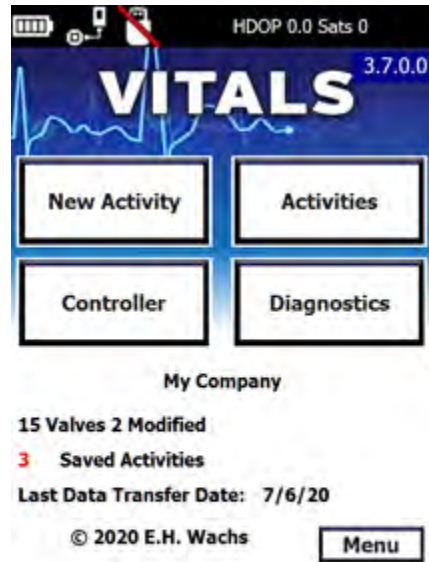 HDOP 0.0 Sats 0
VITALS
3.7.0.0
New Activity
Activities
Controller
Diagnostics
My Company
15 Valves 2 Modified
3 Saved Activities
Last Data Transfer Date: 7/6/20
© 2020 E.H. Wachs
Menu